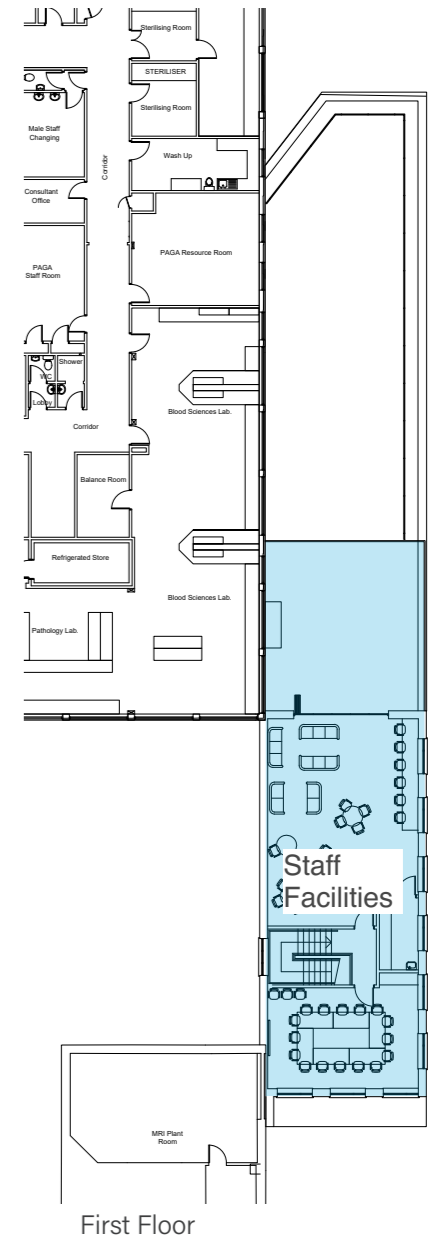 Sterilising Room
STERILISER
Sterilising Room
Male Staff
Changing
Corridor
Wash Up
Consultant
Office
PAGA Resource Room
PAGA
Staff Room
Shower
WC
Lobby
Blood Sciences Lab.
Corridor
Balance Room
Refrigerated Store
Blood Sciences Lab.
Pathology Lab.
Staff
Facilities
MRI Plant
Room
First Floor